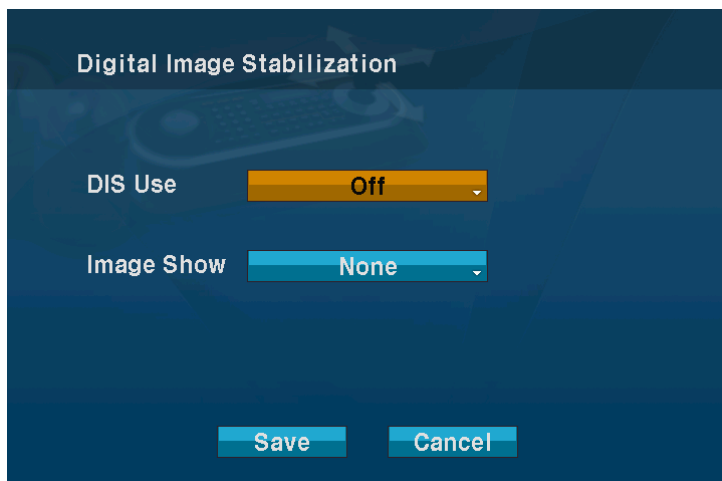 Digital Image Stabilization
DIS Use Off
Image Show None
Save Cancel